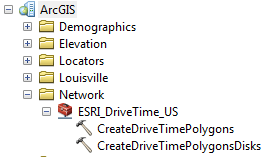 ArcGIS
Demographics
Elevation
Locators
Louisville
Network
ESRI_DriveTime_US
CreateDriveTimePolygons
CreateDriveTimePolygonsDisks